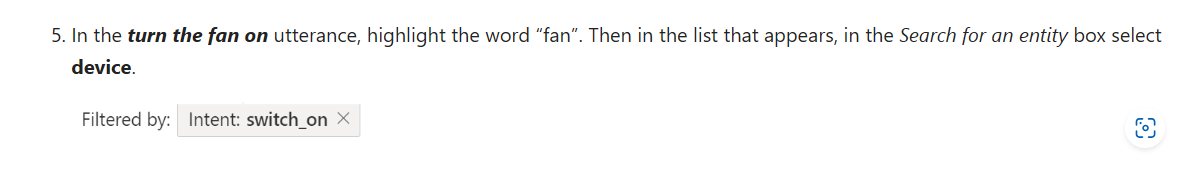 5. In the turn the fan on utterance, highlight the word “fan”. Then in the list that appears, in the Search for an entity box select
device.
Filtered by: Intent: switch_on ×